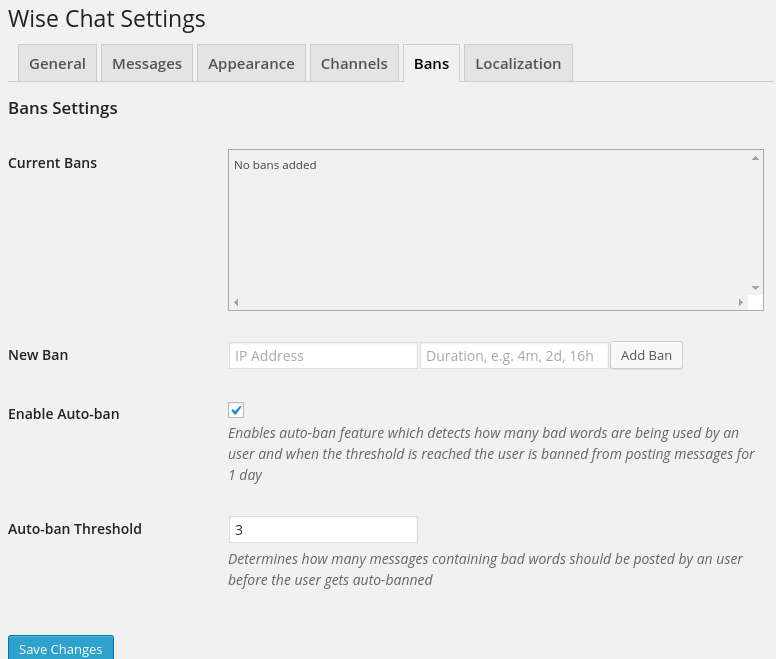 Wise Chat Settings
General Messages Appearance Channels Bans Localization
Bans Settings
Current Bans
No bans added
New Ban
IP Address
Duration, e.g. 4m, 2d, 16h
Add Ban
Enable Auto-ban
Enables auto-ban feature which detects how many bad words are being used by an
user and when the threshold is reached the user is banned from posting messages for
1 day
Auto-ban Threshold
3
Determines how many messages containing bad words should be posted by an user
before the user gets auto-banned
Save Changes